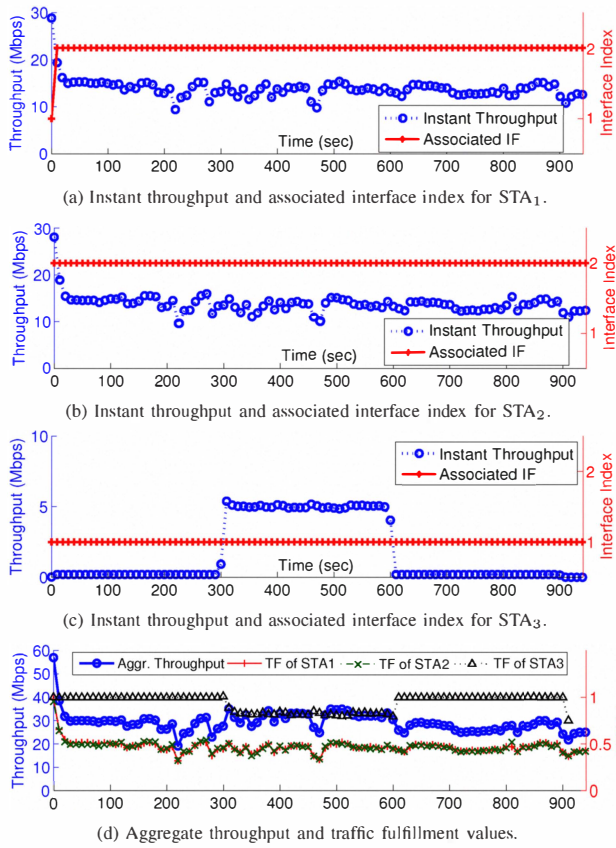 30
20
10
0
Throughput (Mbps)
2
1
Interface Index
Instant Throughput
Associated IF
Time (sec)
0 100 200 300 400 500 600 700 800 900
(a) Instant throughput and associated interface index for STA₁.
30
20
10
0
Throughput (Mbps)
2
1
Interface Index
Instant Throughput
Associated IF
Time (sec)
0 100 200 300 400 500 600 700 800 900
(b) Instant throughput and associated interface index for STA₂.
10
5
0
Throughput (Mbps)
2
1
Interface Index
Instant Throughput
Associated IF
Time (sec)
0 100 200 300 400 500 600 700 800 900
(c) Instant throughput and associated interface index for STA₃.
60
50
40
30
20
10
0
Throughput (Mbps)
Aggr. Throughput TF of STA1 TF of STA2 TF of STA3
1
0.5
0
0 100 200 300 400 500 600 700 800 900
(d) Aggregate throughput and traffic fulfillment values.